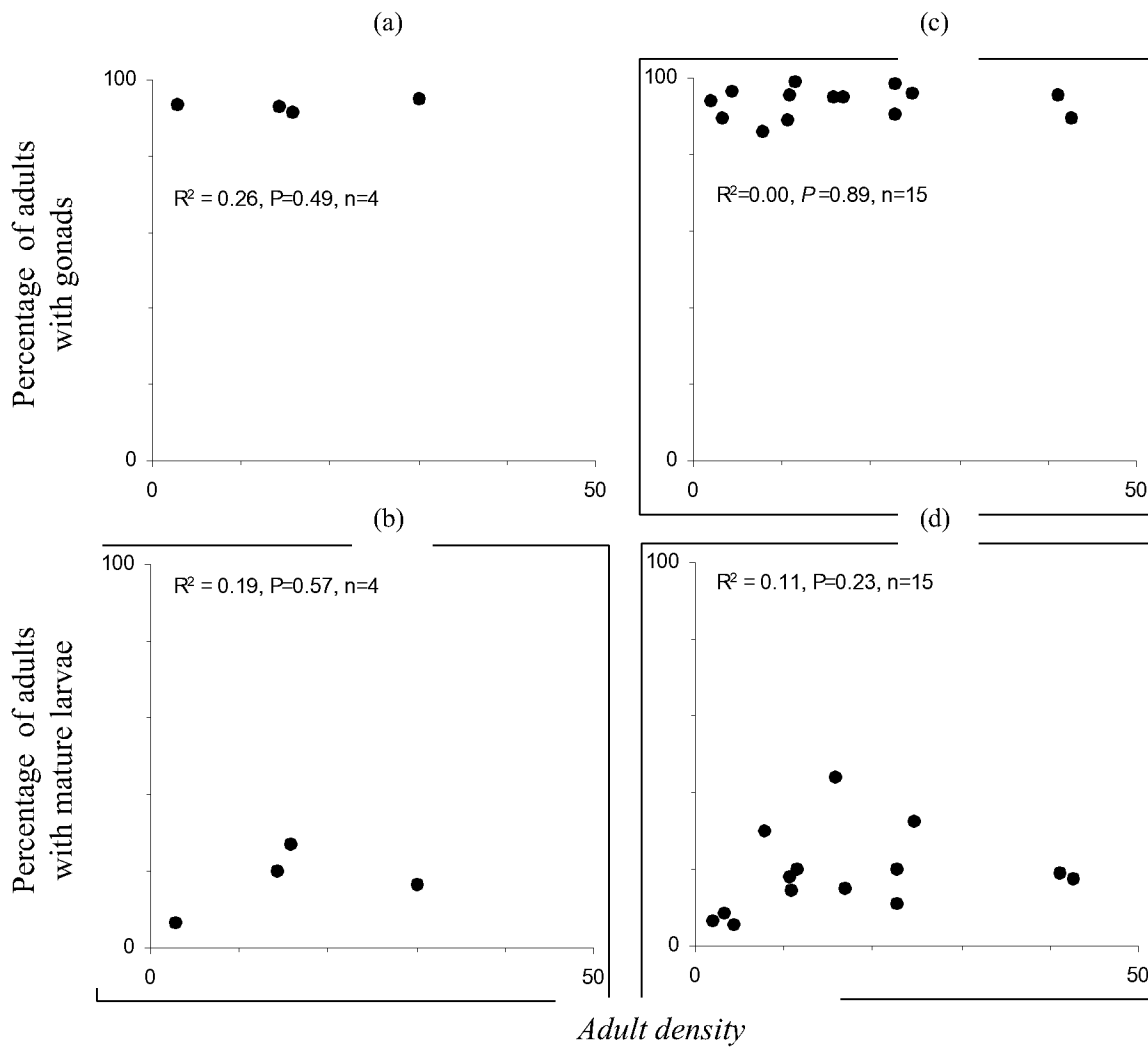 (a)
100
R² = 0.26, P=0.49, n=4
0
0
50
Percentage of adults
with gonads
(c)
100
R²=0.00, P =0.89, n=15
0
0
50
(b)
100
R² = 0.19, P=0.57, n=4
0
0
50
Percentage of adults
with mature larvae
(d)
100
R² = 0.11, P=0.23, n=15
0
0
50
Adult density